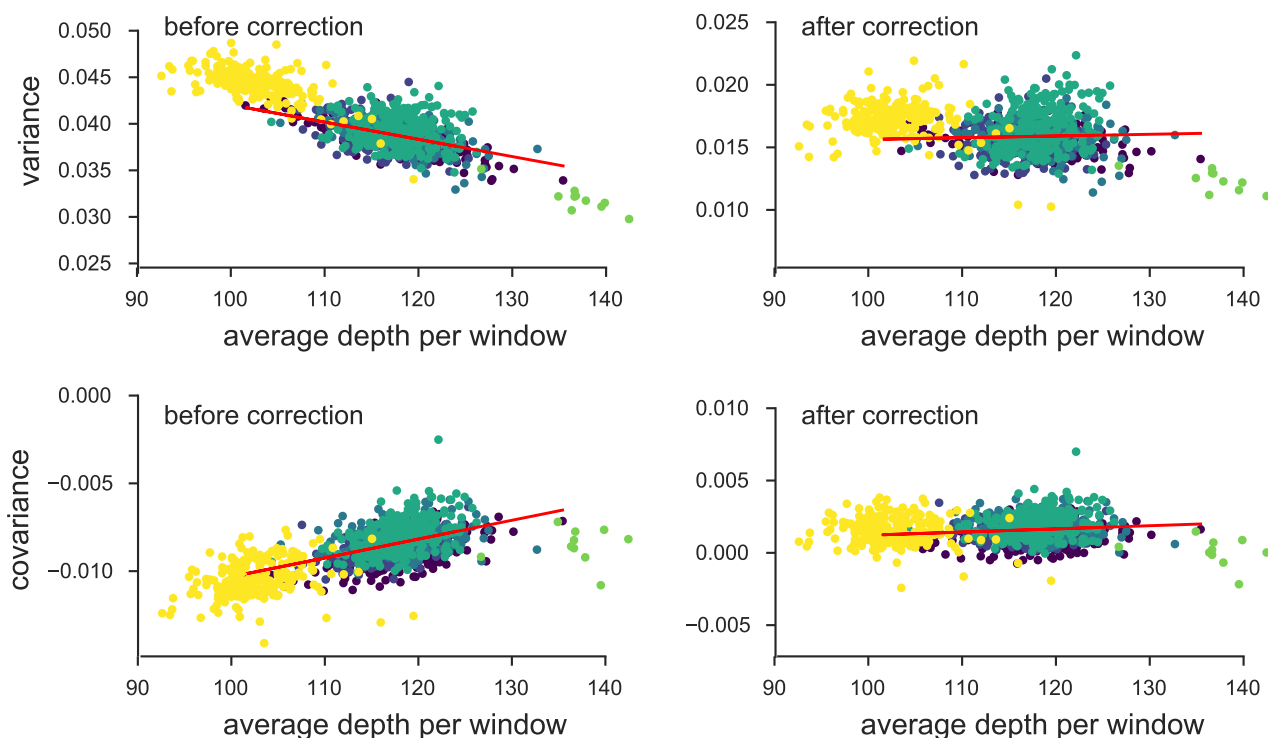 before correction
0.050
0.045
0.040
0.035
0.030
0.025
variance
90 100 110 120 130 140
average depth per window
after correction
0.025
0.020
0.015
0.010
90 100 110 120 130 140
average depth per window
before correction
0.000
−0.005
−0.010
covariance
90 100 110 120 130 140
average depth per window
after correction
0.010
0.005
0.000
−0.005
90 100 110 120 130 140
average depth per window